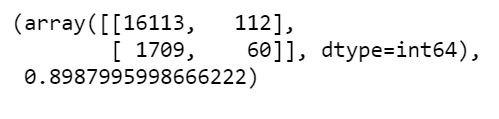 (array([[16113,   112],
        [ 1709,    60]], dtype=int64),
 0.8987995998666222)